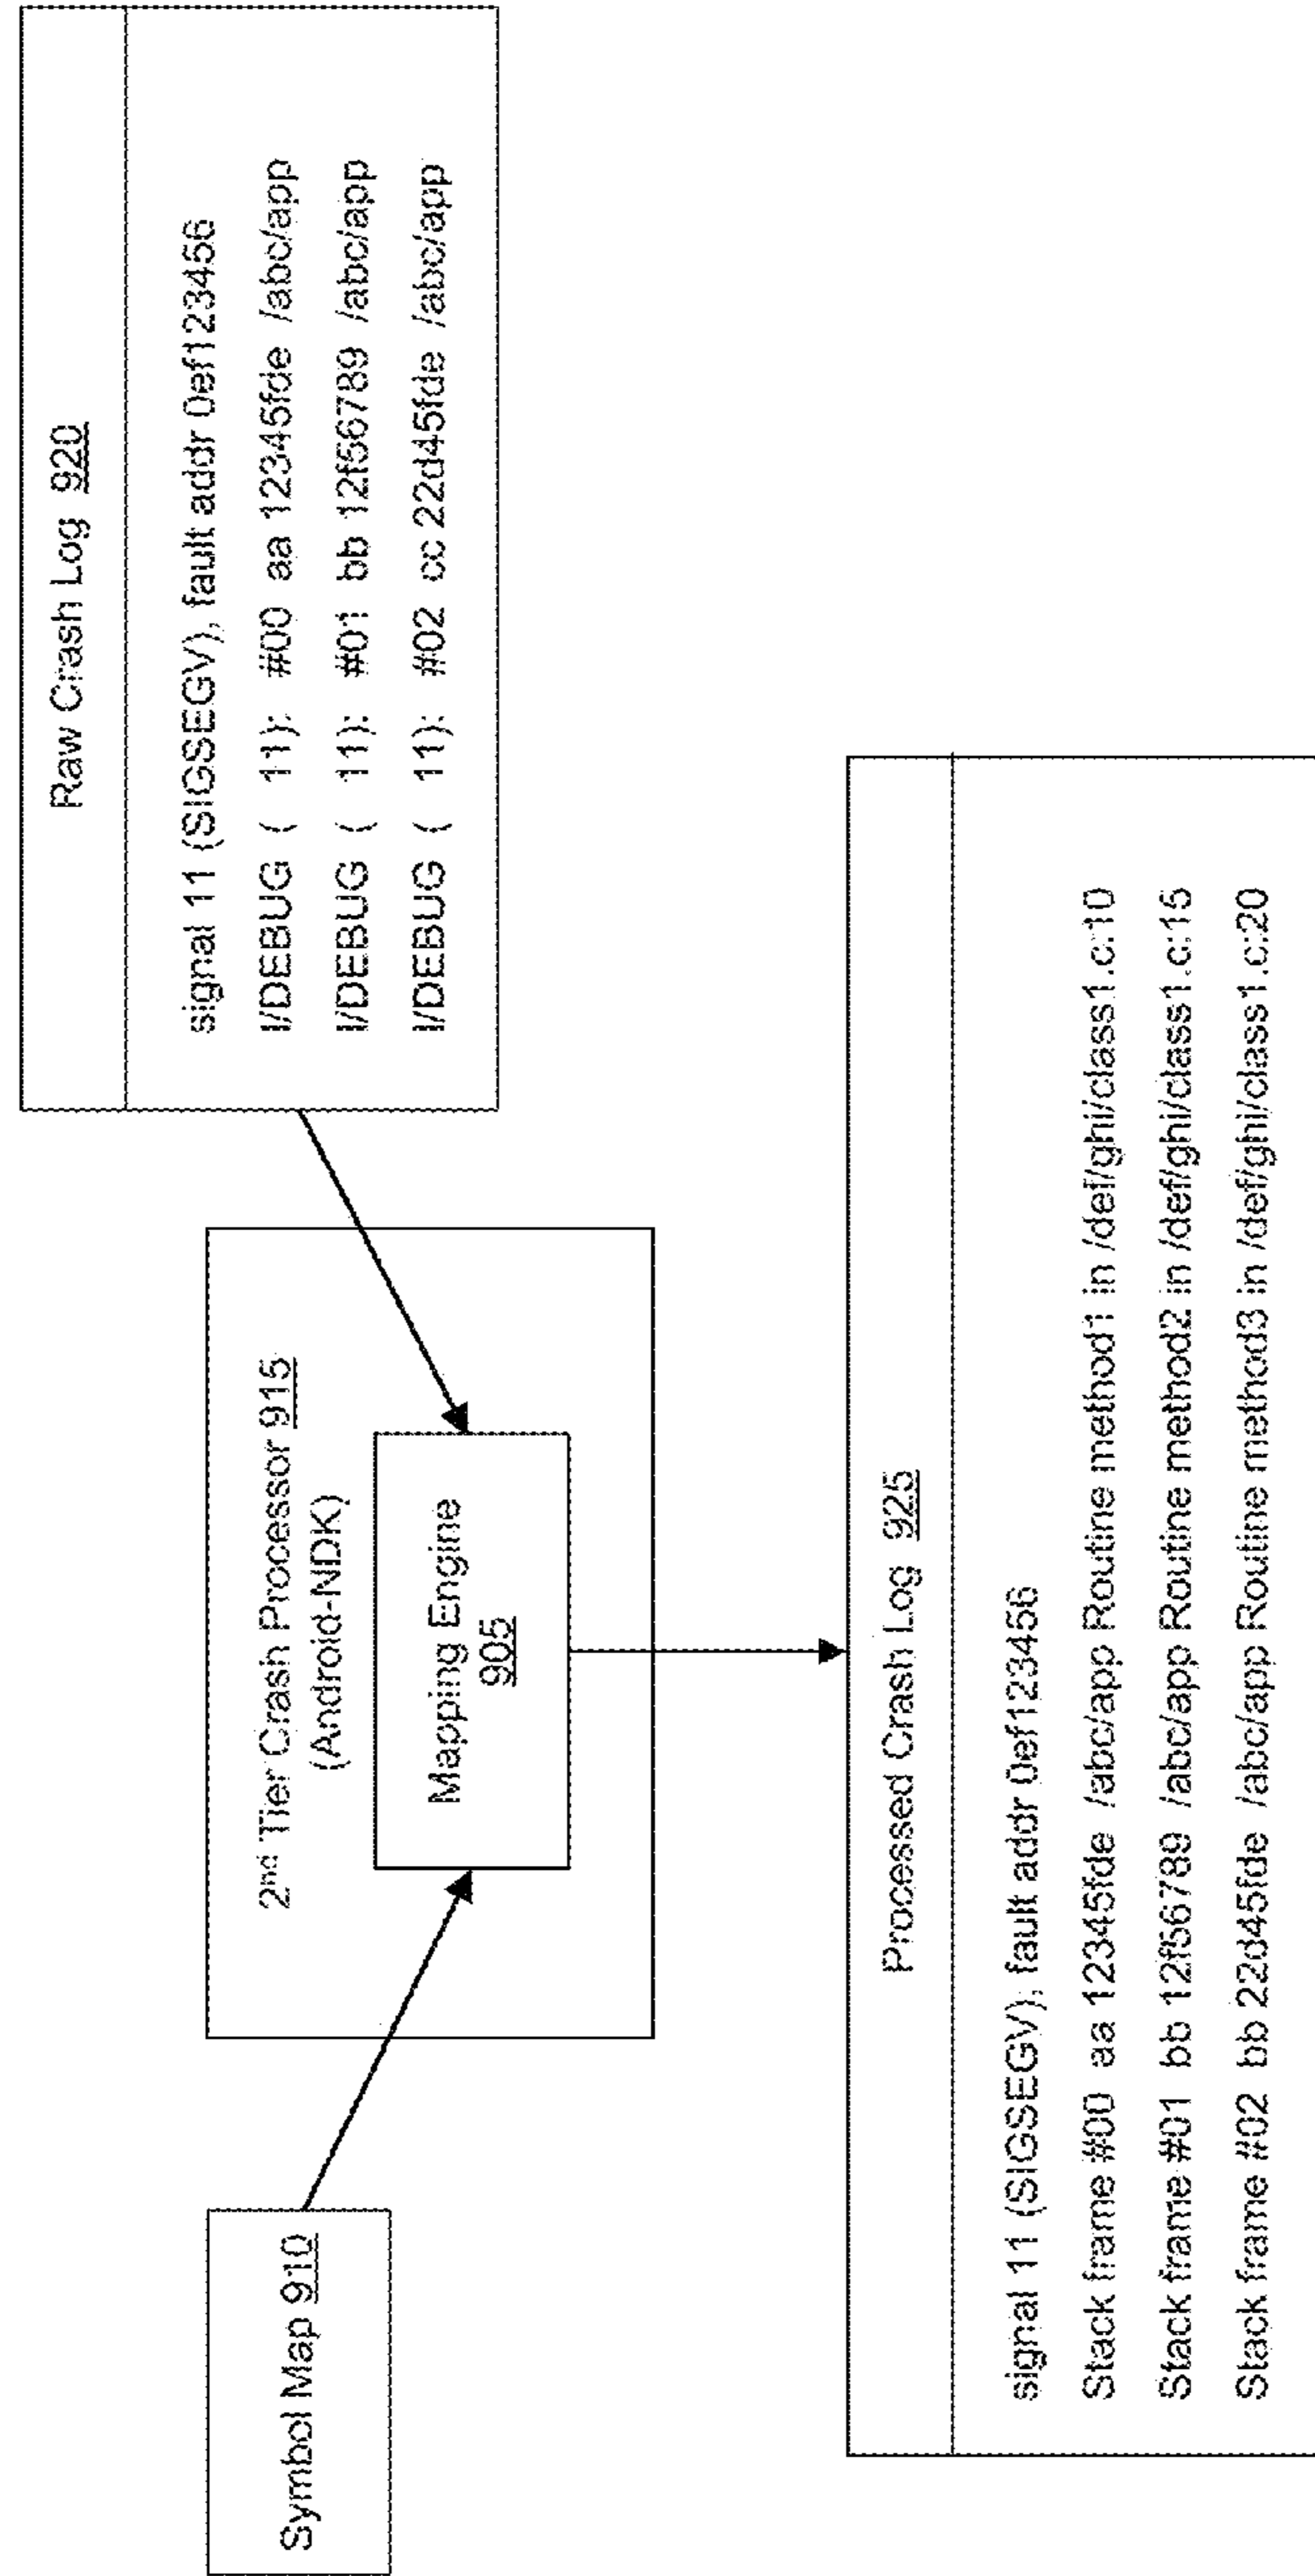 Symbol Map 910
2nd Tier Crash Processor 915
(Android-NDK)
Mapping Engine
905
Raw Crash Log 920
signal 11 (SIGSEGV), fault addr 0ef123456
I/DEBUG ( 11): #00 aa 12345fde /abc/app
I/DEBUG ( 11): #01 bb 12f56789 /abc/app
I/DEBUG ( 11): #02 cc 22d45fde /abc/app
Processed Crash Log 925
signal 11 (SIGSEGV), fault addr 0ef123456
Stack frame #00 aa 12345fde /abc/app Routine method1 in /def/ghi/class1.c:10
Stack frame #01 bb 12f56789 /abc/app Routine method2 in /def/ghi/class1.c:15
Stack frame #02 bb 22d45fde /abc/app Routine method3 in /def/ghi/class1.c:20